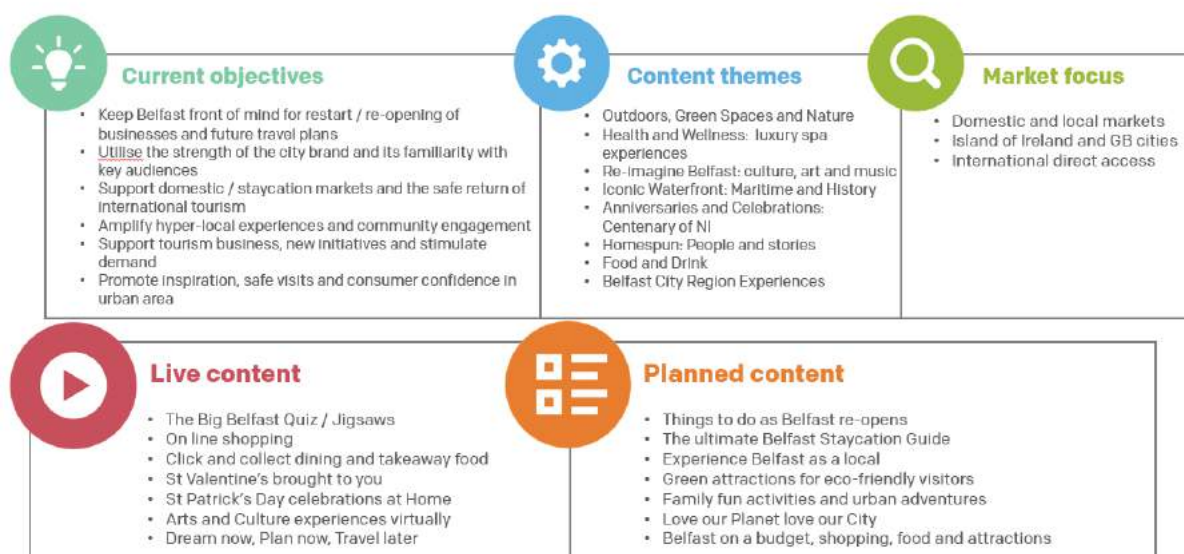 Current objectives
• Keep Belfast front of mind for restart / re-opening of
businesses and future travel plans
• Utilise the strength of the city brand and its familiarity with
key audiences
• Support domestic / staycation markets and the safe return of
international tourism
• Amplify hyper-local experiences and community engagement
• Support tourism business, new initiatives and stimulate
demand
• Promote inspiration, safe visits and consumer confidence in
urban area
Content themes
• Outdoors, Green Spaces and Nature
• Health and Wellness: luxury spa
experiences
• Re-imagine Belfast: culture, art and music
• Iconic Waterfront: Maritime and History
• Anniversaries and Celebrations:
Centenary of NI
• Homespun: People and stories
• Food and Drink
• Belfast City Region Experiences
Market focus
• Domestic and local markets
• Island of Ireland and GB cities
• International direct access
Live content
• The Big Belfast Quiz / Jigsaws
• On line shopping
• Click and collect dining and takeaway food
• St Valentine's brought to you
• St Patrick's Day celebrations at Home
• Arts and Culture experiences virtually
• Dream now, Plan now, Travel later
Planned content
• Things to do as Belfast re-opens
• The ultimate Belfast Staycation Guide
• Experience Belfast as a local
• Green attractions for eco-friendly visitors
• Family fun activities and urban adventures
• Love our Planet love our City
• Belfast on a budget, shopping, food and attractions